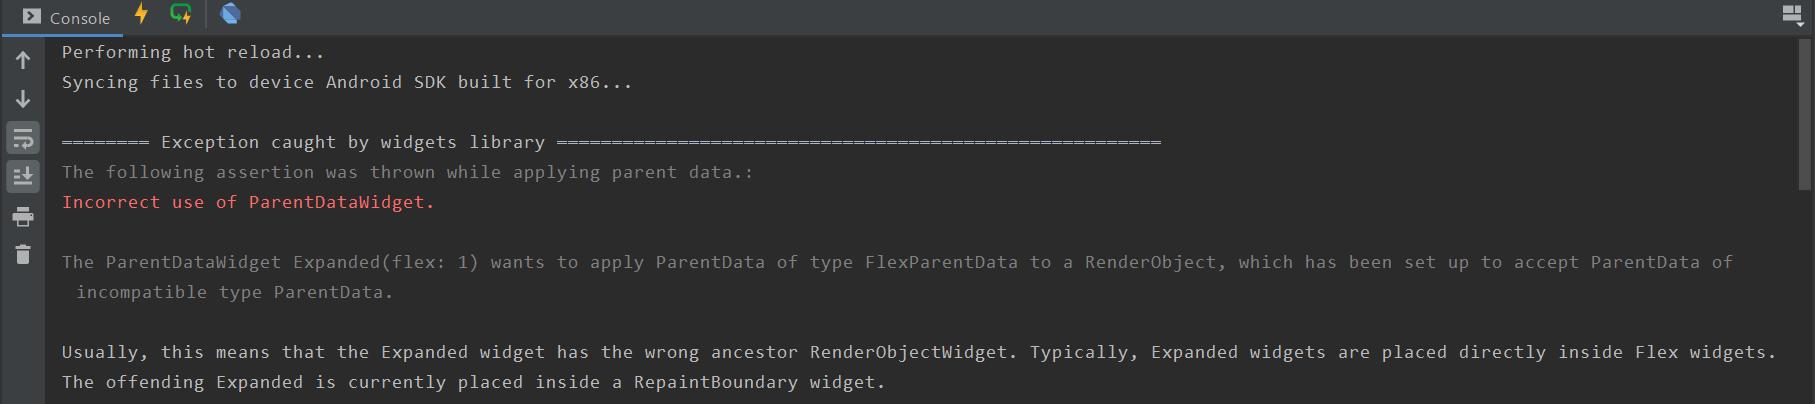 Console
Performing hot reload...
Syncing files to device Android SDK built for x86...
======== Exception caught by widgets library =======================================================
The following assertion was thrown while applying parent data.:
Incorrect use of ParentDataWidget.
The ParentDataWidget Expanded(flex: 1) wants to apply ParentData of type FlexParentData to a RenderObject, which has been set up to accept ParentData of
incompatible type ParentData.
Usually, this means that the Expanded widget has the wrong ancestor RenderObjectWidget. Typically, Expanded widgets are placed directly inside Flex widgets.
The offending Expanded is currently placed inside a RepaintBoundary widget.